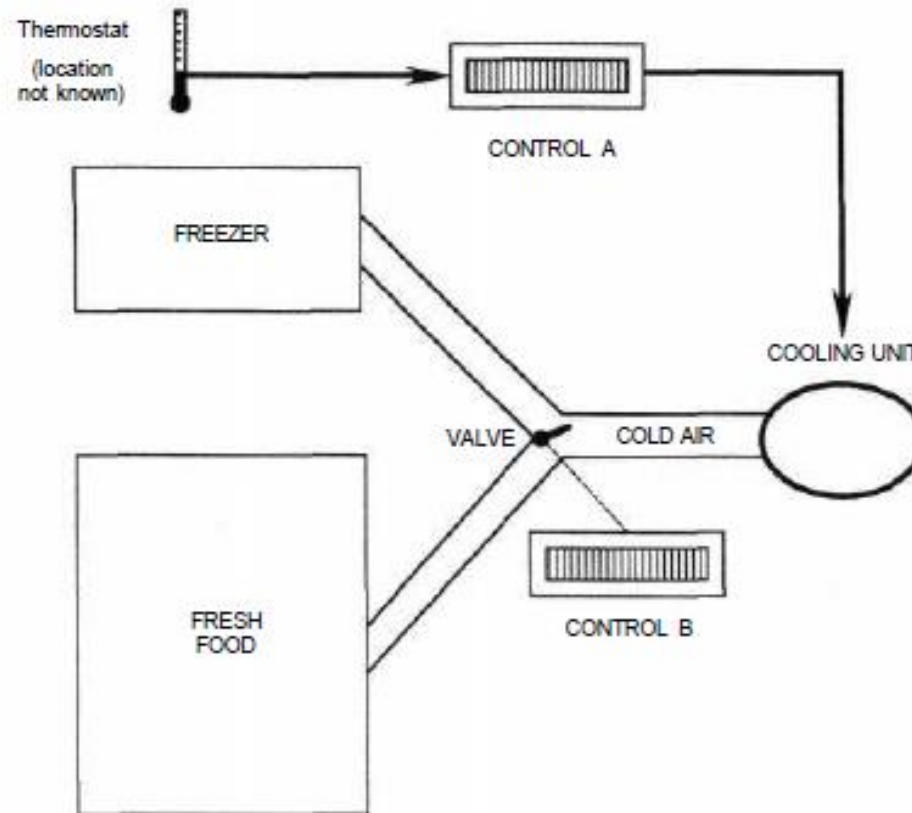 Thermostat
(location
not known)
CONTROL A
FREEZER
COOLING UNIT
VALVE
COLD AIR
FRESH
FOOD
CONTROL B